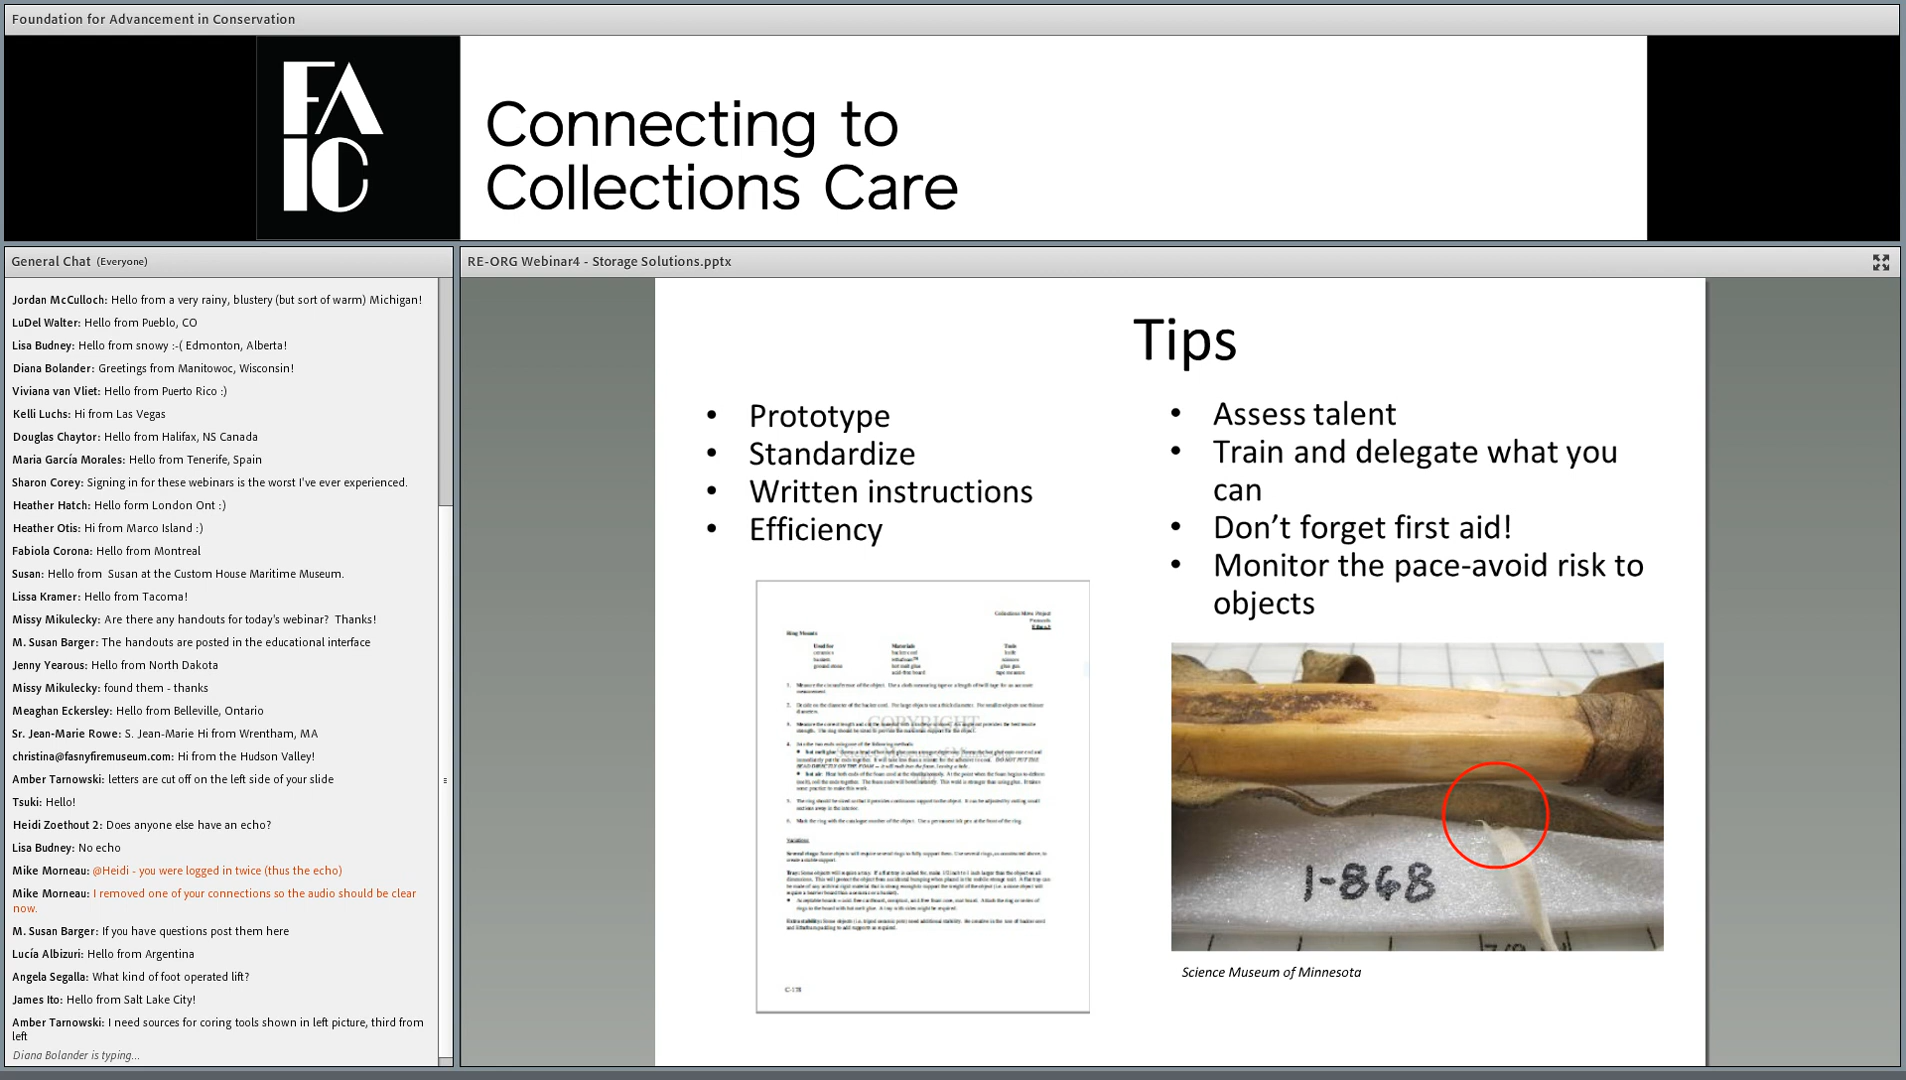 Foundation for Advancement in Conservation
FA
IC
Connecting to
Collections Care
General Chat (Everyone)
Jordan McCulloch: Hello from a very rainy, blustery (but sort of warm) Michigan!
LuDel Walter: Hello from Pueblo, CO
Lisa Budney: Hello from snowy :-( Edmonton, Alberta!
Diana Bolander: Greetings from Manitowoc, Wisconsin!
Viviana van Vliet: Hello from Puerto Rico :)
Kelli Luchs: Hi from Las Vegas
Douglas Chaytor: Hello from Halifax, NS Canada
Maria García Morales: Hello from Tenerife, Spain
Sharon Corey: Signing in for these webinars is the worst I've ever experienced.
Heather Hatch: Hello form London Ont :)
Heather Otis: Hi from Marco Island :)
Fabiola Corona: Hello from Montreal
Susan: Hello from Susan at the Custom House Maritime Museum.
Lissa Kramer: Hello from Tacoma!
Missy Mikulecky: Are there any handouts for today's webinar? Thanks!
M. Susan Barger: The handouts are posted in the educational interface
Jenny Yearous: Hello from North Dakota
Missy Mikulecky: found them - thanks
Meaghan Eckersley: Hello from Belleville, Ontario
Sr. Jean-Marie Rowe: S. Jean-Marie Hi from Wrentham, MA
christina@fasnyfiremuseum.com: Hi from the Hudson Valley!
Amber Tarnowski: letters are cut off on the left side of your slide
Tsuki: Hello!
Heidi Zoethout 2: Does anyone else have an echo?
Lisa Budney: No echo
Mike Morneau: @Heidi - you were logged in twice (thus the echo)
Mike Morneau: I removed one of your connections so the audio should be clear
now.
M. Susan Barger: If you have questions post them here
Lucía Albizuri: Hello from Argentina
Angela Segalla: What kind of foot operated lift?
James Ito: Hello from Salt Lake City!
Amber Tarnowski: I need sources for coring tools shown in left picture, third from
left
Diana Bolander is typing...
RE-ORG Webinar4 - Storage Solutions.pptx
Tips
• Prototype
• Standardize
• Written instructions
• Efficiency
• Assess talent
• Train and delegate what you
can
• Don’t forget first aid!
• Monitor the pace-avoid risk to
objects
Collections Move Project
Ring Mounts
Used for
Materials
Tools
COPYRIGHT
C-178
1-868
7/8
Science Museum of Minnesota